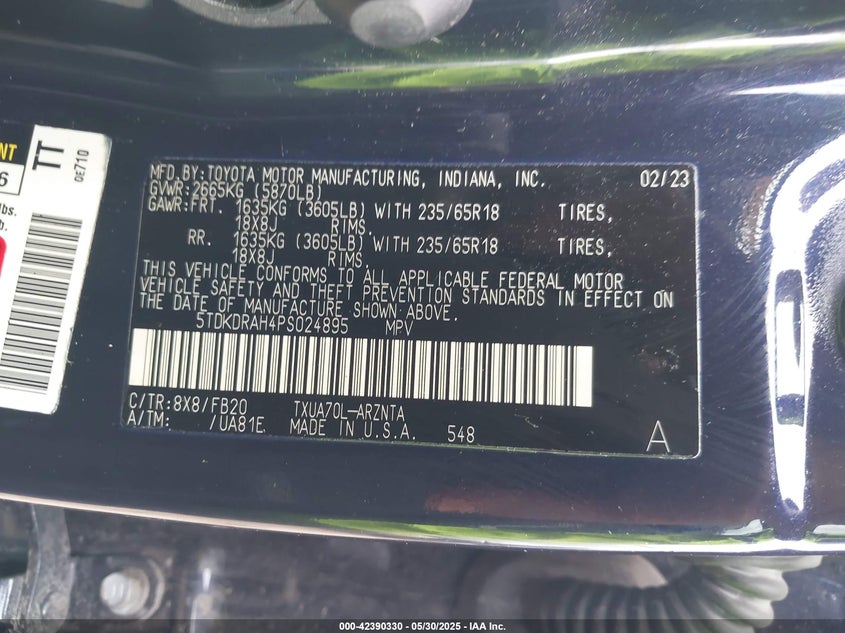 NT
6
lbs.
b.
TT
0E710
MFD.BY:TOYOTA MOTOR MANUFACTURING, INDIANA, INC. 02/23
GVWR:2665KG (5870LB)
GAWR:FRT. 1635KG (3605LB) WITH 235/65R18 TIRES,
18X8J RIMS.
RR. 1635KG (3605LB) WITH 235/65R18 TIRES,
18X8J RIMS.
THIS VEHICLE CONFORMS TO ALL APPLICABLE FEDERAL MOTOR
VEHICLE SAFETY AND THEFT PREVENTION STANDARDS IN EFFECT ON
THE DATE OF MANUFACTURE SHOWN ABOVE.
5TDKDRAH4PS024895 MPV
C/TR:8X8/FB20 TXUA70L-ARZNTA
A/TM: /UA81E MADE IN U.S.A. 548
A
000-42390330 - 05/30/2025 - IAA Inc.